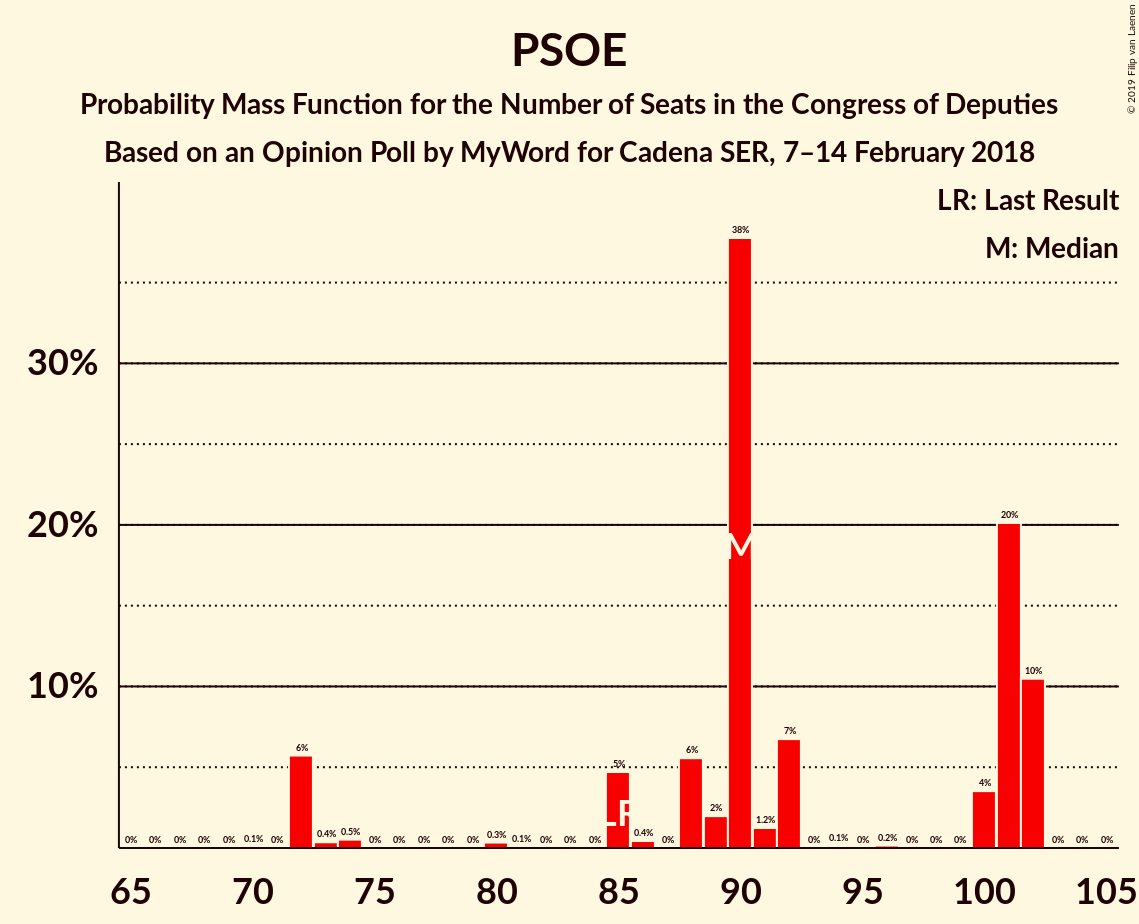 PSOE
Probability Mass Function for the Number of Seats in the Congress of Deputies
Based on an Opinion Poll by MyWord for Cadena SER, 7–14 February 2018
© 2019 Filip van Laenen
LR: Last Result
M: Median
38%
30%
20%
20%
M
10%
10%
7%
6%
6%
5%
4%
LR
2%
1.2%
0% 0% 0% 0% 0% 0.1% 0% 0.4% 0.5% 0% 0% 0% 0% 0% 0.3% 0.1% 0% 0% 0% 0.4% 0% 0% 0.1% 0% 0.2% 0% 0% 0% 0% 0% 0%
65 70 75 80 85 90 95 100 105